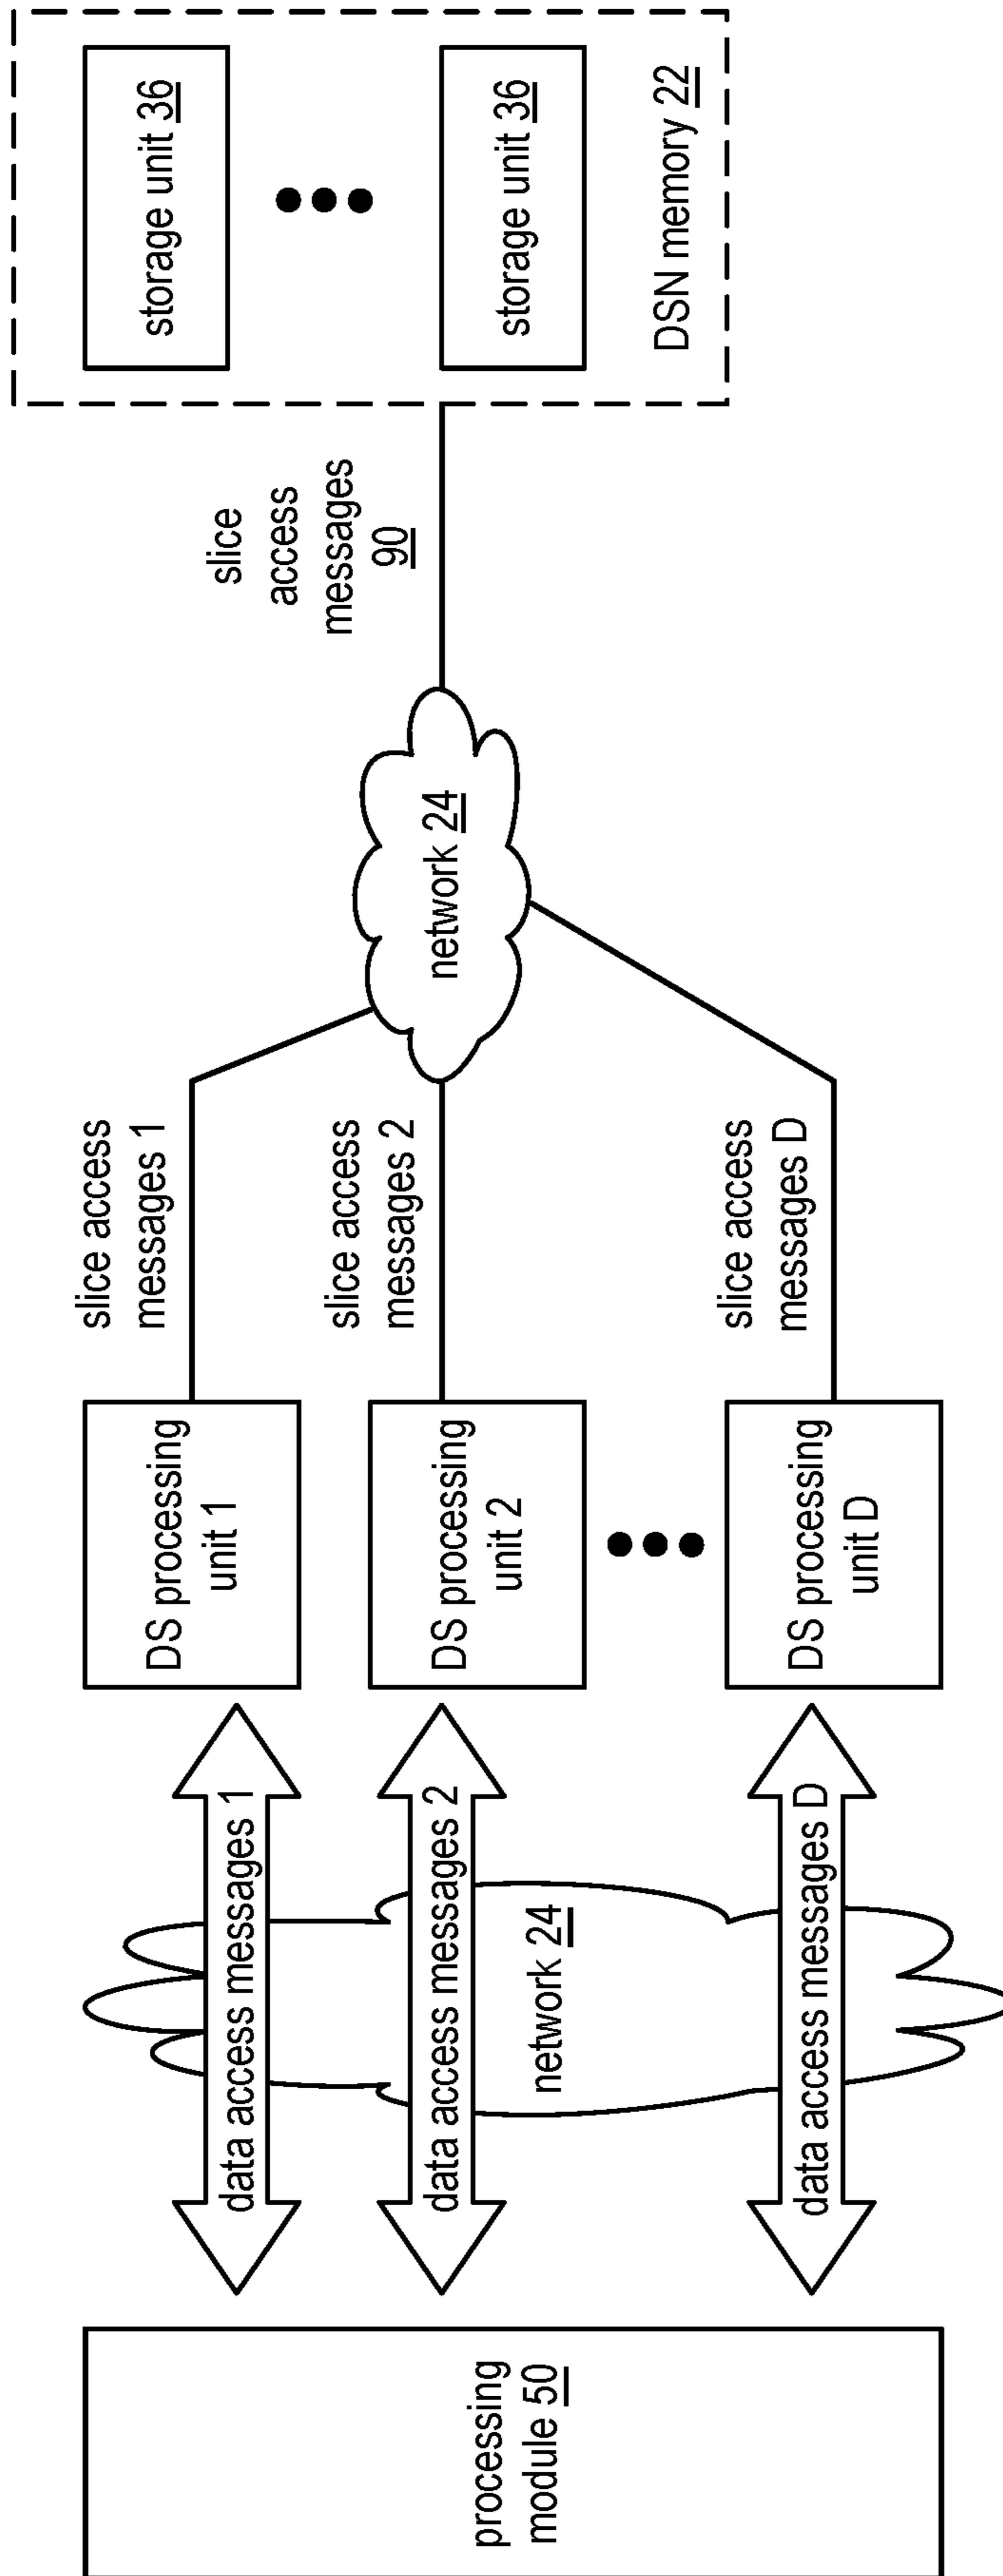 processing
module 50
data access messages 1
data access messages 2
data access messages D
network 24
DS processing
unit 1
DS processing
unit 2
DS processing
unit D
slice access
messages 1
slice access
messages 2
slice access
messages D
network 24
slice
access
messages
90
storage unit 36
storage unit 36
DSN memory 22